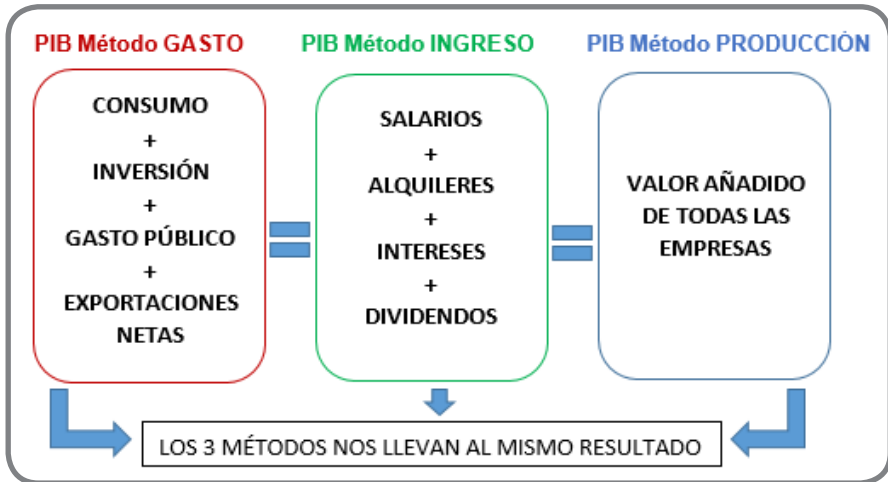 PIB Método GASTO
CONSUMO
+
INVERSIÓN
+
GASTO PÚBLICO
+
EXPORTACIONES
NETAS
PIB Método INGRESO
SALARIOS
+
ALQUILERES
+
INTERESES
+
DIVIDENDOS
PIB Método PRODUCCIÓN
VALOR AÑADIDO
DE TODAS LAS
EMPRESAS
LOS 3 MÉTODOS NOS LLEVAN AL MISMO RESULTADO